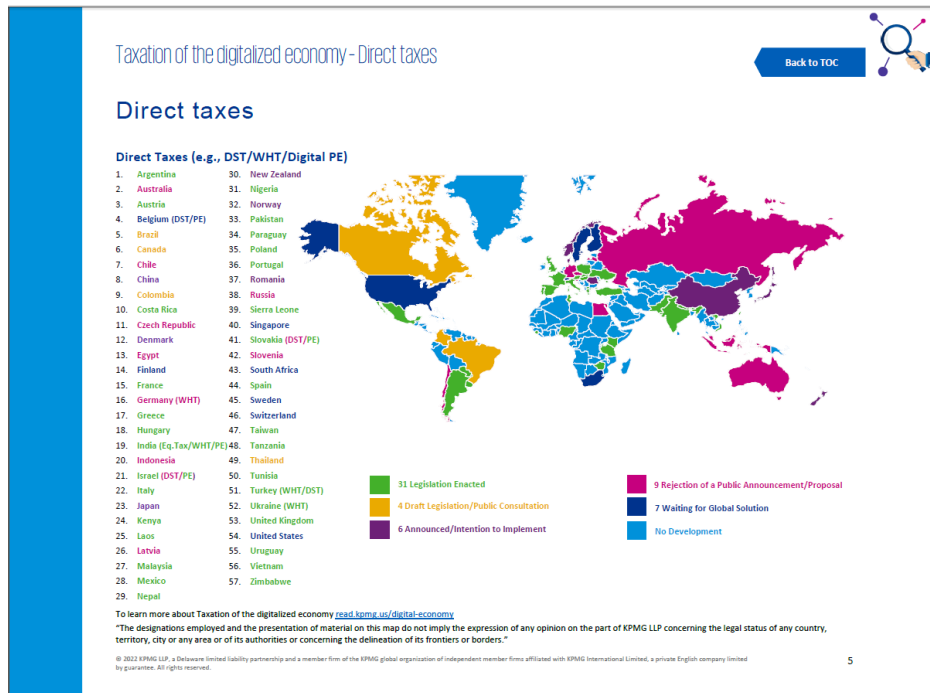 Taxation of the digitalized economy - Direct taxes
Back to TOC
Direct taxes
Direct Taxes (e.g., DST/WHT/Digital PE)
1. Argentina
2. Australia
3. Austria
4. Belgium (DST/PE)
5. Brazil
6. Canada
7. Chile
8. China
9. Colombia
10. Costa Rica
11. Czech Republic
12. Denmark
13. Egypt
14. Finland
15. France
16. Germany (WHT)
17. Greece
18. Hungary
19. India (Eq.Tax/WHT/PE)
20. Indonesia
21. Israel (DST/PE)
22. Italy
23. Japan
24. Kenya
25. Laos
26. Latvia
27. Malaysia
28. Mexico
29. Nepal
30. New Zealand
31. Nigeria
32. Norway
33. Pakistan
34. Paraguay
35. Poland
36. Portugal
37. Romania
38. Russia
39. Sierra Leone
40. Singapore
41. Slovakia (DST/PE)
42. Slovenia
43. South Africa
44. Spain
45. Sweden
46. Switzerland
47. Taiwan
48. Tanzania
49. Thailand
50. Tunisia
51. Turkey (WHT/DST)
52. Ukraine (WHT)
53. United Kingdom
54. United States
55. Uruguay
56. Vietnam
57. Zimbabwe
31 Legislation Enacted
4 Draft Legislation/Public Consultation
6 Announced/Intention to Implement
9 Rejection of a Public Announcement/Proposal
7 Waiting for Global Solution
No Development
To learn more about Taxation of the digitalized economy read.kpmg.us/digital-economy
“The designations employed and the presentation of material on this map do not imply the expression of any opinion on the part of KPMG LLP concerning the legal status of any country,
territory, city or any area or of its authorities or concerning the delineation of its frontiers or borders.”
© 2022 KPMG LLP, a Delaware limited liability partnership and a member firm of the KPMG global organisation of independent member firms affiliated with KPMG International Limited, a private English company limited
by guarantee. All rights reserved.
5